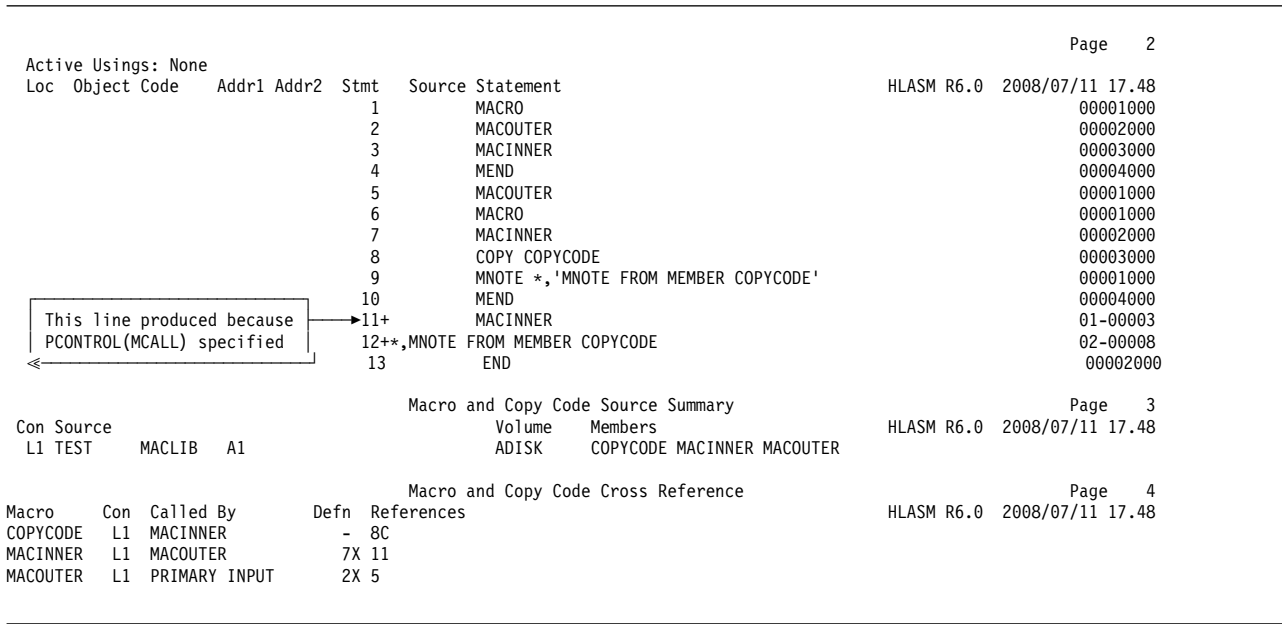 Page 2
Active Usings: None
Loc Object Code Addr1 Addr2 Stmt Source Statement HLASM R6.0 2008/07/11 17.48
1 MACRO 00001000
2 MACOUTER 00002000
3 MACINNER 00003000
4 MEND 00004000
5 MACOUTER 00001000
6 MACRO 00001000
7 MACINNER 00002000
8 COPY COPYCODE 00003000
9 MNOTE *,'MNOTE FROM MEMBER COPYCODE' 00001000
10 MEND 00004000
This line produced because 11+ MACINNER 01-00003
PCONTROL(MCALL) specified 12+*,MNOTE FROM MEMBER COPYCODE 02-00008
13 END 00002000
Macro and Copy Code Source Summary Page 3
Con Source Volume Members HLASM R6.0 2008/07/11 17.48
L1 TEST MACLIB A1 ADISK COPYCODE MACINNER MACOUTER
Macro and Copy Code Cross Reference Page 4
Macro Con Called By Defn References HLASM R6.0 2008/07/11 17.48
COPYCODE L1 MACINNER - 8C
MACINNER L1 MACOUTER 7X 11
MACOUTER L1 PRIMARY INPUT 2X 5